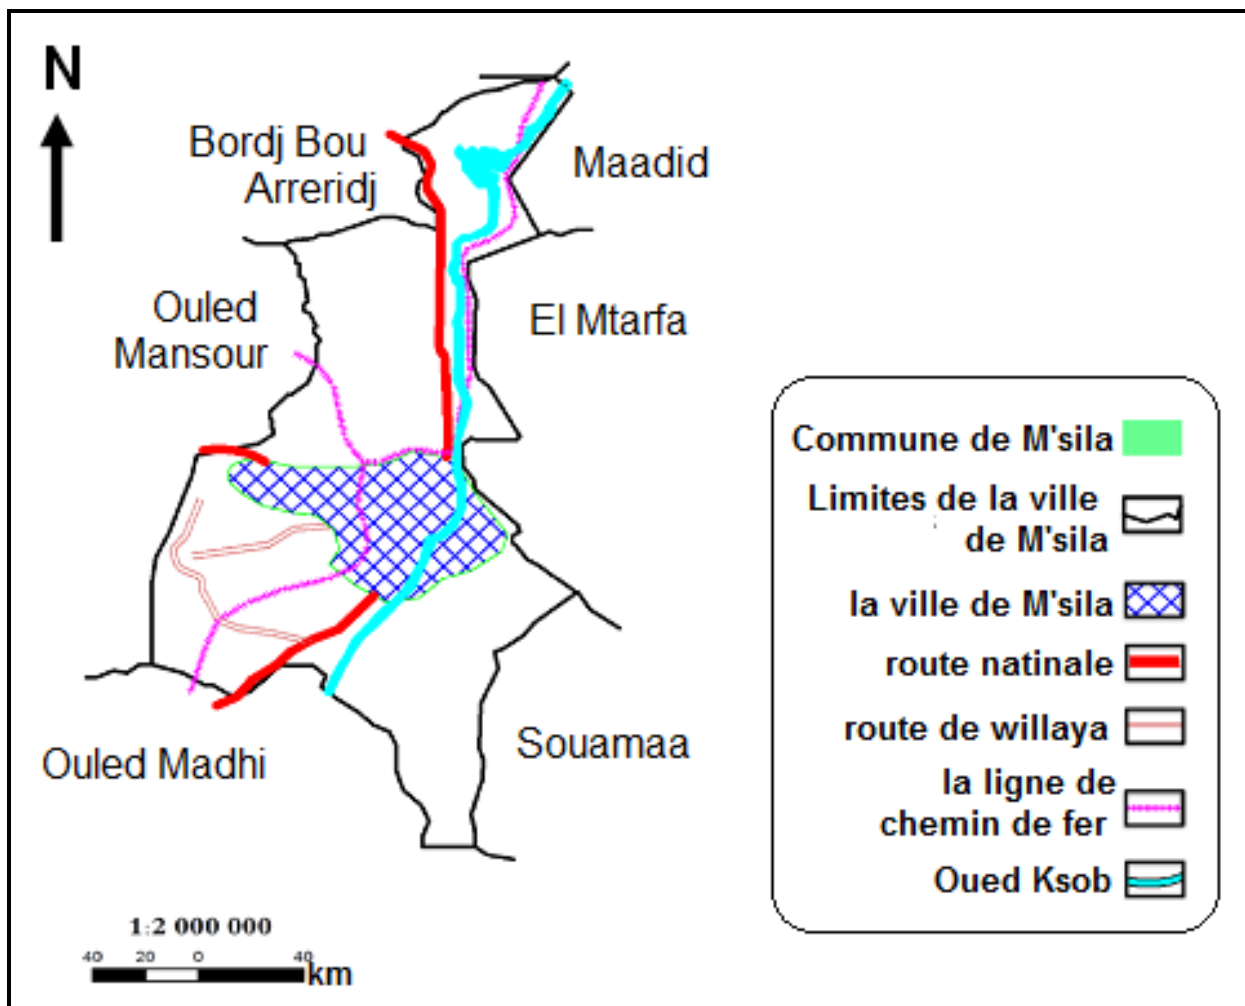 N
Bordj Bou
Arreridj
Maadid
Ouled
Mansour
El Mtarfa
Ouled Madhi
Souamaa
Commune de M'sila
Limites de la ville
de M'sila
la ville de M'sila
route natinale
route de willaya
la ligne de
chemin de fer
Oued Ksob
1:2 000 000
40 20 0 40
km